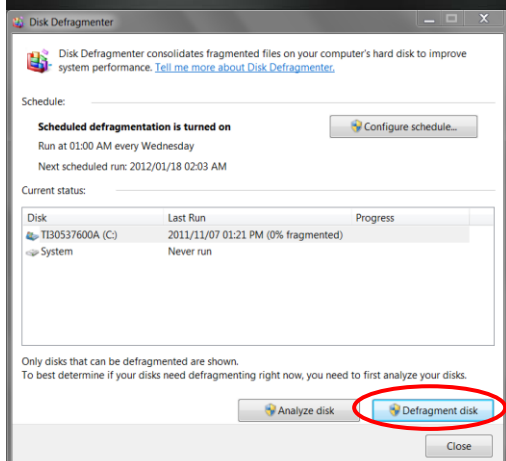 Disk Defragmenter
Disk Defragmenter consolidates fragmented files on your computer's hard disk to improve
system performance. Tell me more about Disk Defragmenter.
Schedule:
Scheduled defragmentation is turned on
Configure schedule...
Run at 01:00 AM every Wednesday
Next scheduled run: 2012/01/18 02:03 AM
Current status:
Disk Last Run Progress
TI30537600A (C:) 2011/11/07 01:21 PM (0% fragmented)
System Never run
Only disks that can be defragmented are shown.
To best determine if your disks need defragmenting right now, you need to first analyze your disks.
Analyze disk Defragment disk
Close